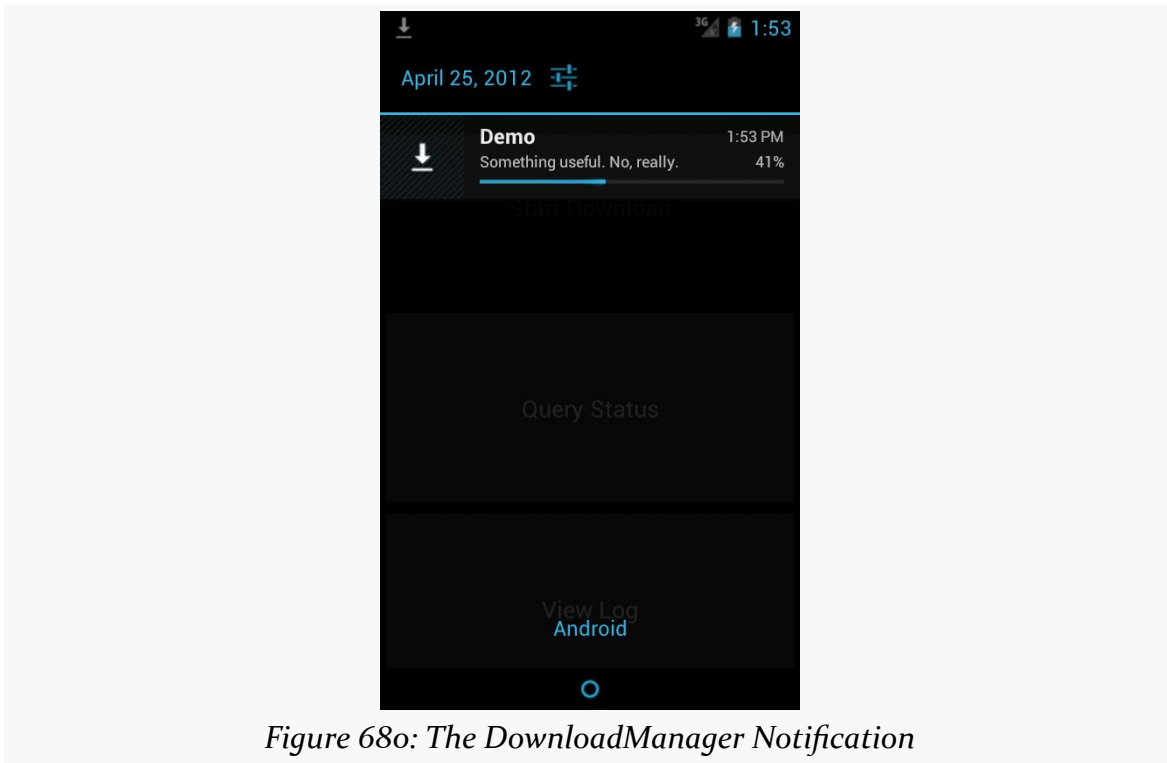 3G 1:53
April 25, 2012
Demo 1:53 PM
Something useful. No, really. 41%
Start Download
Query Status
View Log
Android
Figure 680: The DownloadManager Notification